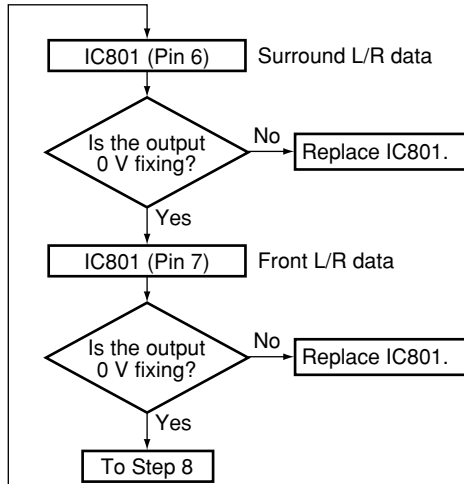 IC801 (Pin 6) Surround L/R data
Is the output
0 V fixing?
No
Replace IC801.
Yes
IC801 (Pin 7) Front L/R data
Is the output
0 V fixing?
No
Replace IC801.
Yes
To Step 8